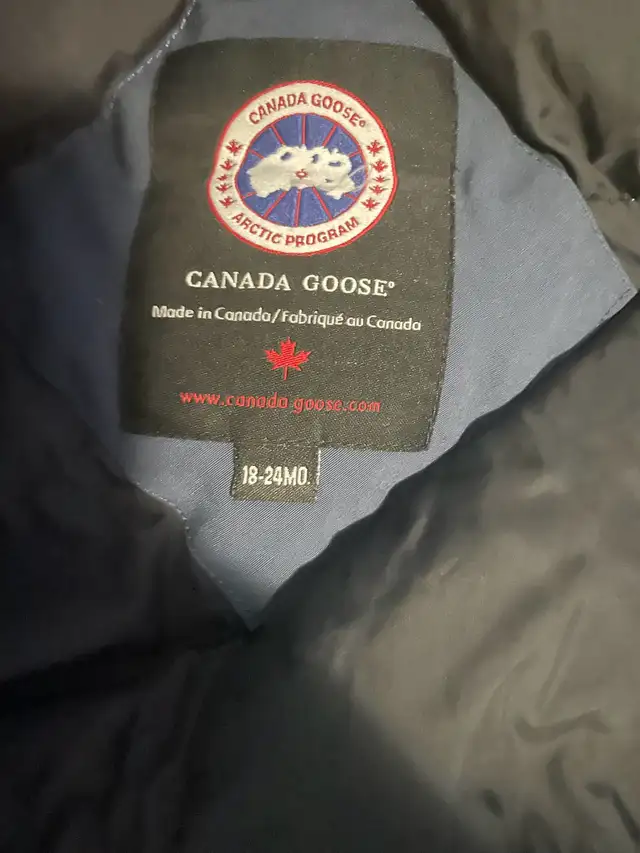 CANADA GOOSE®
ARCTIC PROGRAM
CANADA GOOSE®
Made in Canada/Fabriqué au Canada
www.canada-goose.com
18-24MO.